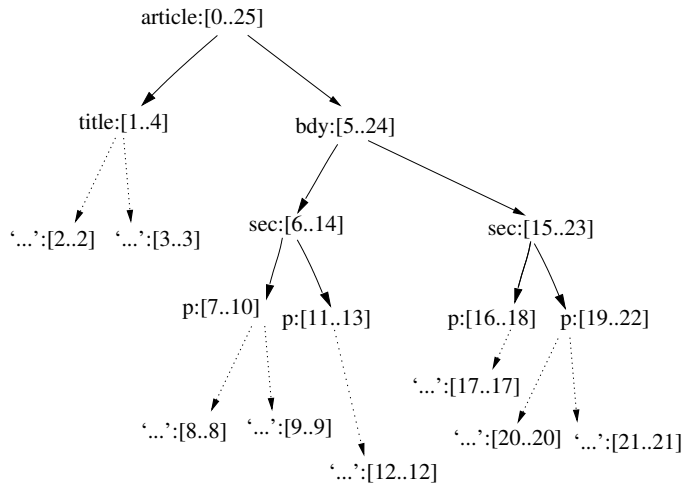 article:[0..25]
title:[1..4]
bdy:[5..24]
‘...’:[2..2]
‘...’:[3..3]
sec:[6..14]
sec:[15..23]
p:[7..10]
p:[11..13]
p:[16..18]
p:[19..22]
‘...’:[17..17]
‘...’:[8..8]
‘...’:[9..9]
‘...’:[20..20]
‘...’:[21..21]
‘...’:[12..12]